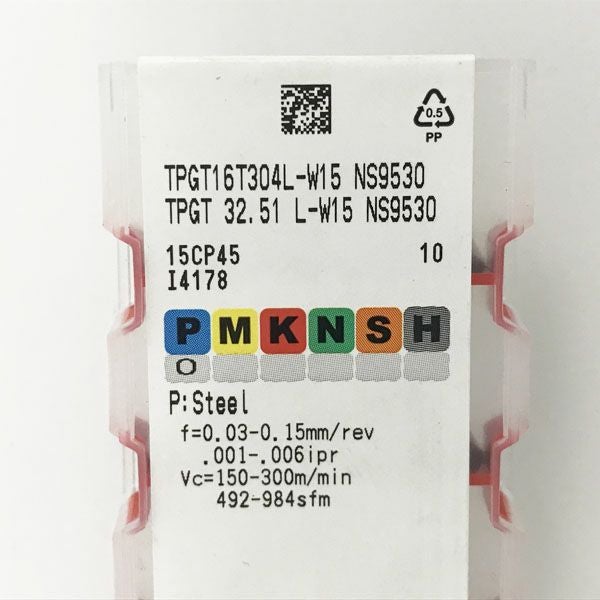 0.5
PP
TPGT16T304L-W15 NS9530
TPGT 32.51 L-W15 NS9530
15CP45 10
I4178
P M K N S H
O
P:Steel
f=0.03-0.15mm/rev
.001-.006ipr
Vc=150-300m/min
492-984sfm